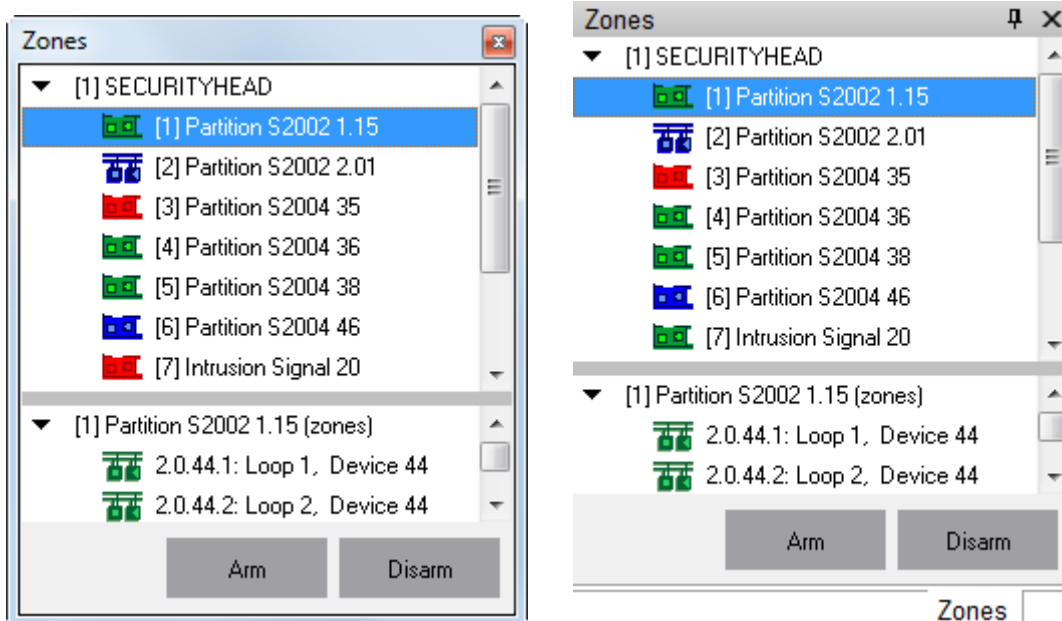 Zones
[1] SECURITYHEAD
[1] Partition S2002 1.15
[2] Partition S2002 2.01
[3] Partition S2004 35
[4] Partition S2004 36
[5] Partition S2004 38
[6] Partition S2004 46
[7] Intrusion Signal 20
[1] Partition S2002 1.15 (zones)
2.0.44.1: Loop 1, Device 44
2.0.44.2: Loop 2, Device 44
Arm Disarm
Zones
[1] SECURITYHEAD
[1] Partition S2002 1.15
[2] Partition S2002 2.01
[3] Partition S2004 35
[4] Partition S2004 36
[5] Partition S2004 38
[6] Partition S2004 46
[7] Intrusion Signal 20
[1] Partition S2002 1.15 (zones)
2.0.44.1: Loop 1, Device 44
2.0.44.2: Loop 2, Device 44
Arm Disarm
Zones